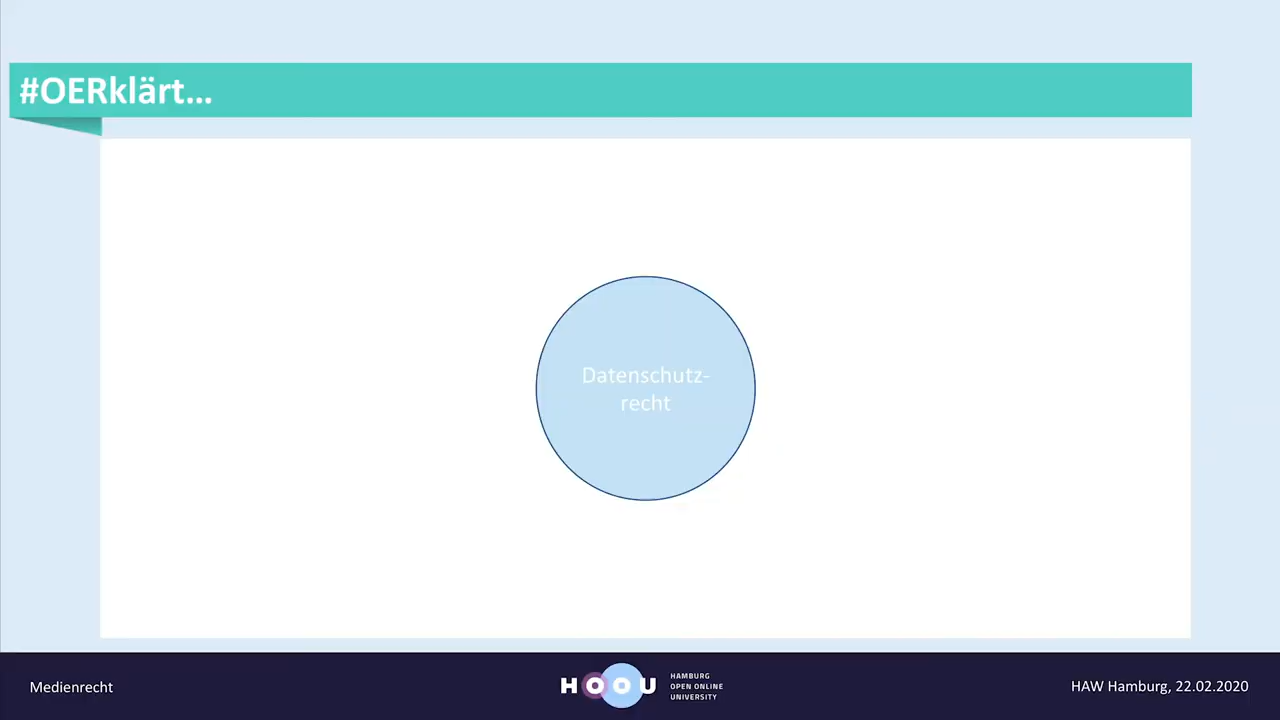 #OERklärt...
Datenschutz-
recht
Medienrecht
HOOU
HAMBURG
OPEN ONLINE
UNIVERSITY
HAW Hamburg, 22.02.2020